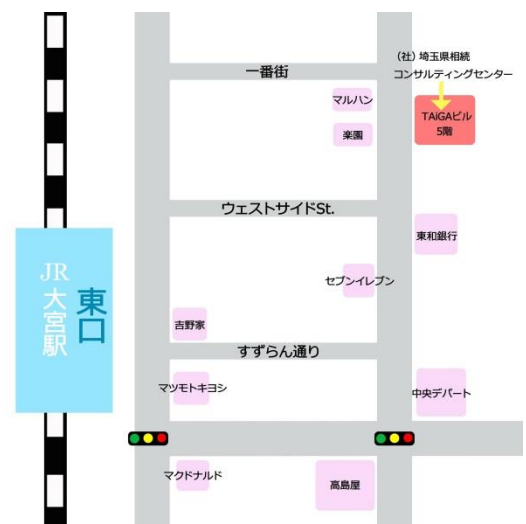 一番街
(社) 埼玉県相続
コンサルティングセンター
マルハン
TAiGAビル
5階
楽園
ウェストサイドSt.
東和銀行
セブンイレブン
JR
大宮駅
東口
吉野家
すずらん通り
マツモトキヨシ
中央デパート
マクドナルド
高島屋